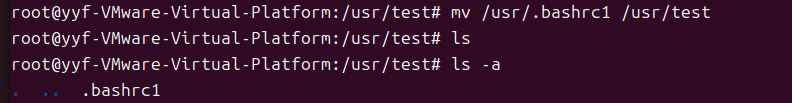 root@yyf-VMware-Virtual-Platform:/usr/test# mv /usr/.bashrc1 /usr/test
root@yyf-VMware-Virtual-Platform:/usr/test# ls
root@yyf-VMware-Virtual-Platform:/usr/test# ls -a
.  ..  .bashrc1